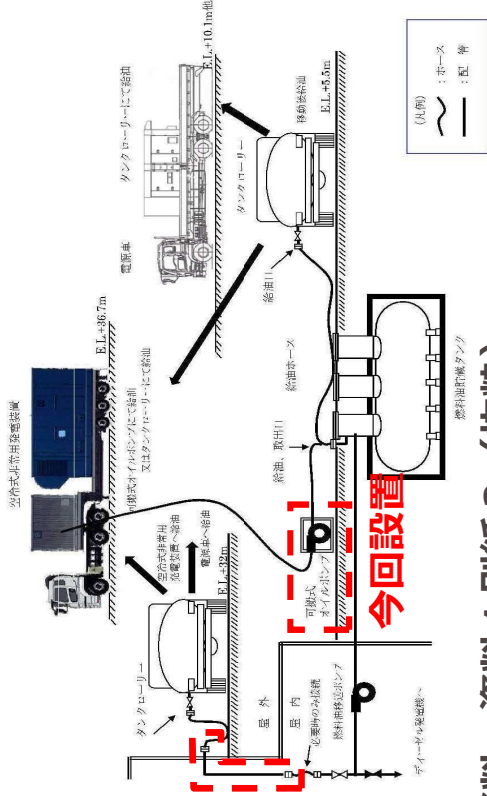 空冷式非常用発電装置
E.L.+36.7m
可搬式オイルポンプにて給油
又はタンクローリーにて給油
電源車
タンクローリーにて給油
E.L.+10.1m他
タンクローリー
空冷式非常用
発電装置へ給油
電源車へ給油
E.L.+32m
タンクローリー
移動後給油
E.L.+5.5m
給油口
給油ホース
給油、取出口
可搬式
オイルポンプ
今回設置
屋外
屋内
必要時のみ接続
燃料油移送ポンプ
ディーゼル発電機へ
燃料油貯蔵タンク
(凡例)
:ホース
:配 管